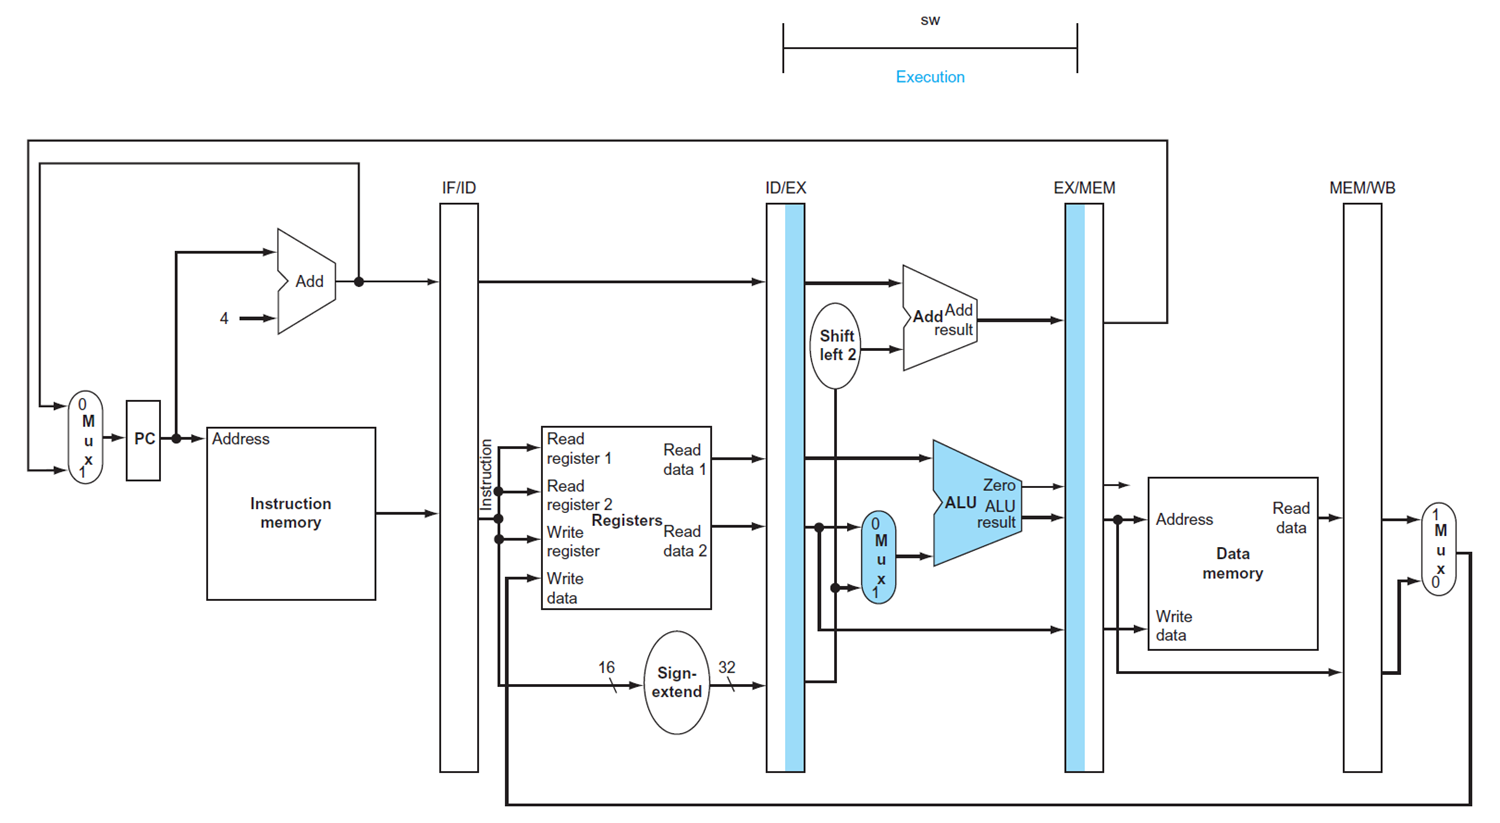 sw
Execution
IF/ID
ID/EX
EX/MEM
MEM/WB
Add
4
Add
Add
result
Shift
left 2
0
M
u
x
1
PC
Address
Instruction
memory
Instruction
Read
register 1
Read
register 2
Write
register
Write
data
Registers
Read
data 1
Read
data 2
16
Sign-
extend
32
0
M
u
x
1
ALU
Zero
ALU
result
Address
Read
data
Data
memory
Write
data
1
M
u
x
0